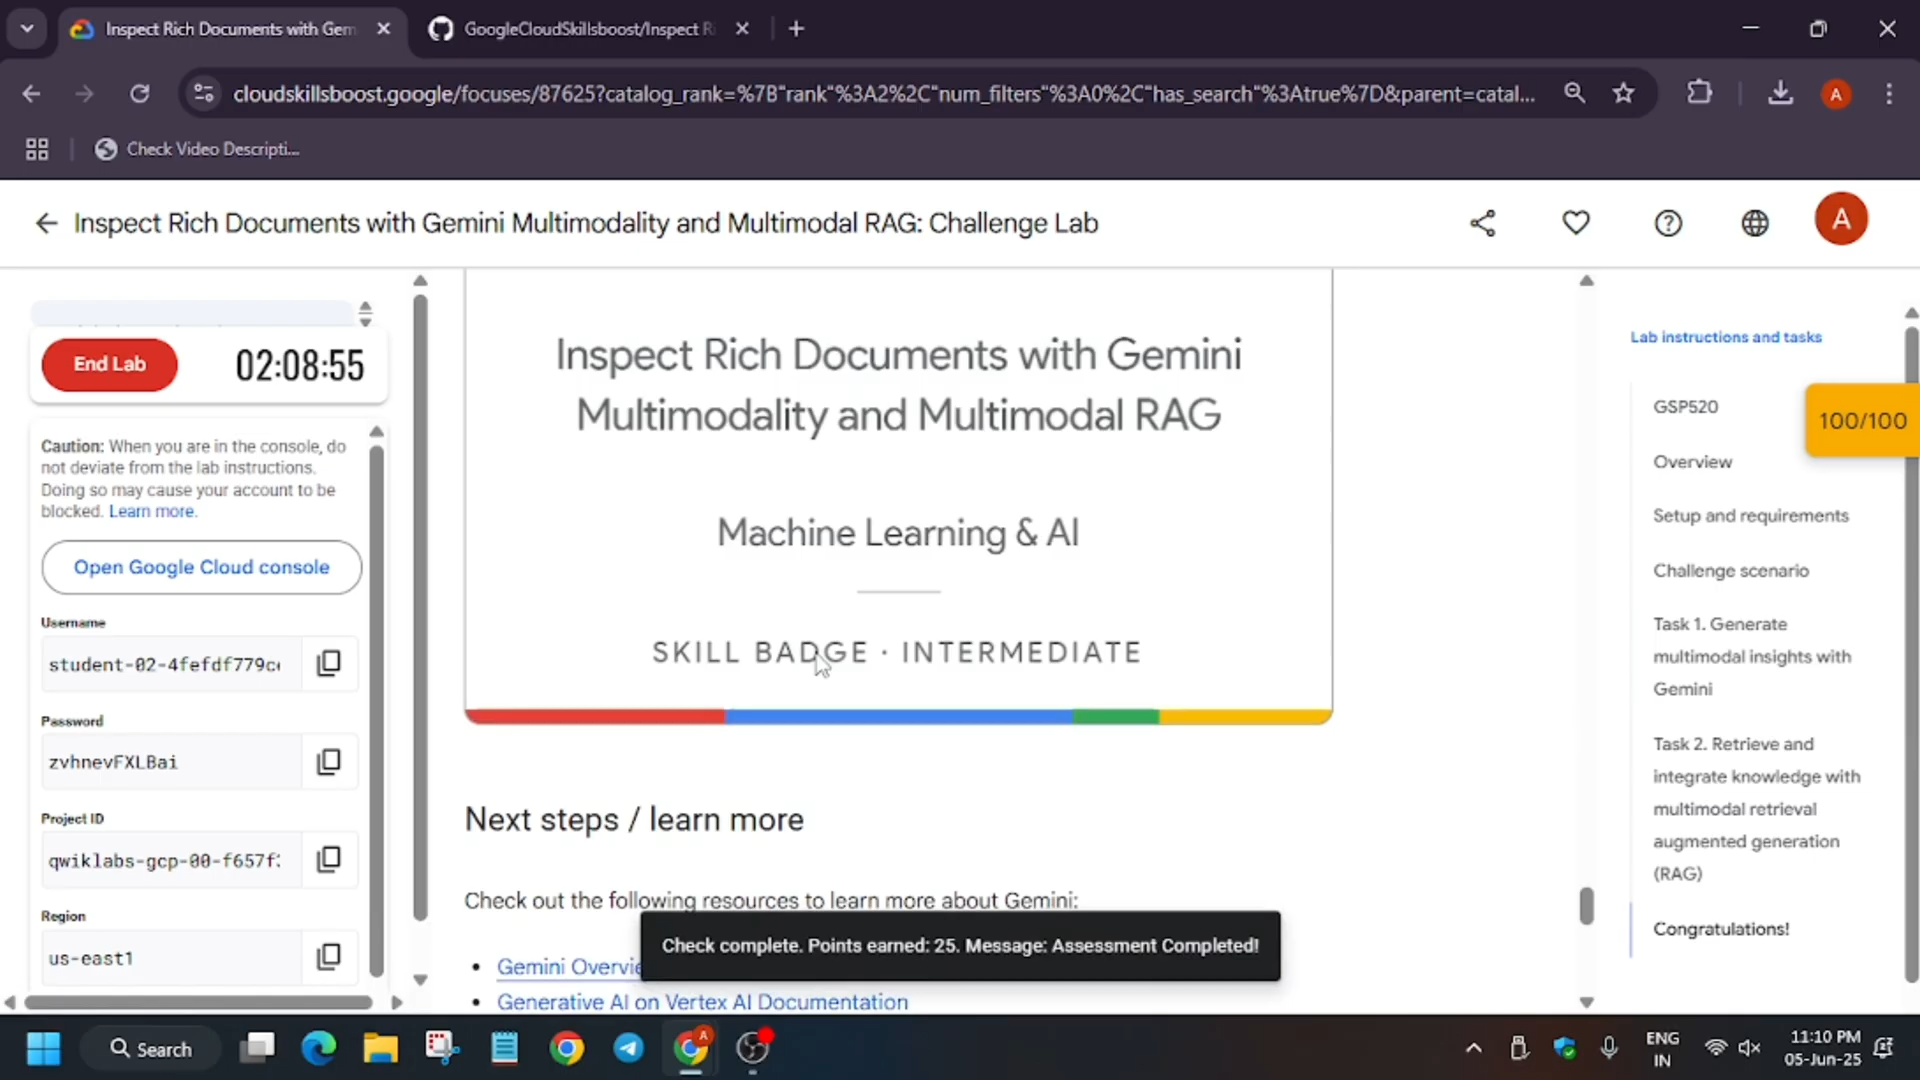 Inspect Rich Documents with Gem
GoogleCloudSkillsboost/Inspect Ri
cloudskillsboost.google/focuses/87625?catalog_rank=%7B"rank"%3A2%2C"num_filters"%3A0%2C"has_search"%3Atrue%7D&parent=catal...
A
Check Video Descripti...
Inspect Rich Documents with Gemini Multimodality and Multimodal RAG: Challenge Lab
A
End Lab
02:08:55
Caution: When you are in the console, do
not deviate from the lab instructions.
Doing so may cause your account to be
blocked. Learn more.
Open Google Cloud console
Username
student-02-4fefdf779c
Password
zvhnevFXLBai
Project ID
qwiklabs-gcp-00-f657f
Region
us-east1
Inspect Rich Documents with Gemini
Multimodality and Multimodal RAG
Machine Learning & AI
SKILL BADGE · INTERMEDIATE
Next steps / learn more
Check out the following resources to learn more about Gemini:
• Gemini Overvie
• Generative AI on Vertex AI Documentation
Check complete. Points earned: 25. Message: Assessment Completed!
Lab instructions and tasks
GSP520
100/100
Overview
Setup and requirements
Challenge scenario
Task 1. Generate
multimodal insights with
Gemini
Task 2. Retrieve and
integrate knowledge with
multimodal retrieval
augmented generation
(RAG)
Congratulations!
Search
A
ENG
IN
11:10 PM
05-Jun-25